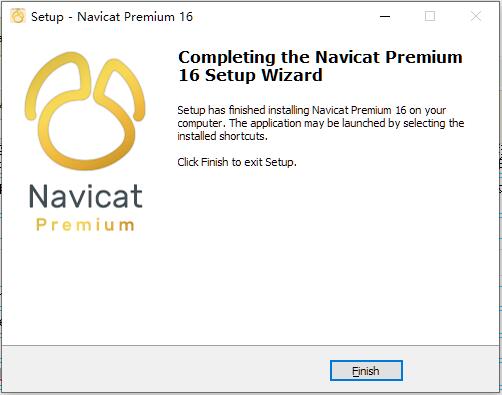 Setup - Navicat Premium 16
Completing the Navicat Premium
16 Setup Wizard
Setup has finished installing Navicat Premium 16 on your
computer. The application may be launched by selecting the
installed shortcuts.
Click Finish to exit Setup.
Navicat
Premium
Finish